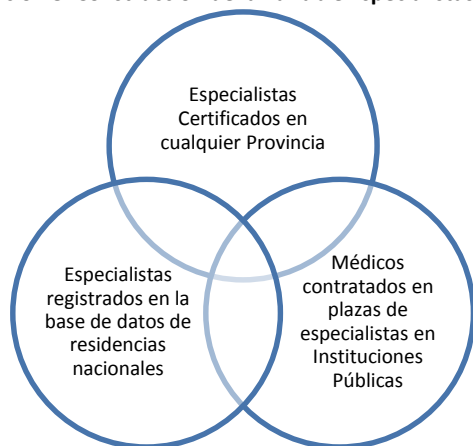 Especialistas
Certificados en
cualquier Provincia
Especialistas
registrados en la
base de datos de
residencias
nacionales
Médicos
contratados en
plazas de
especialistas en
Instituciones
Públicas